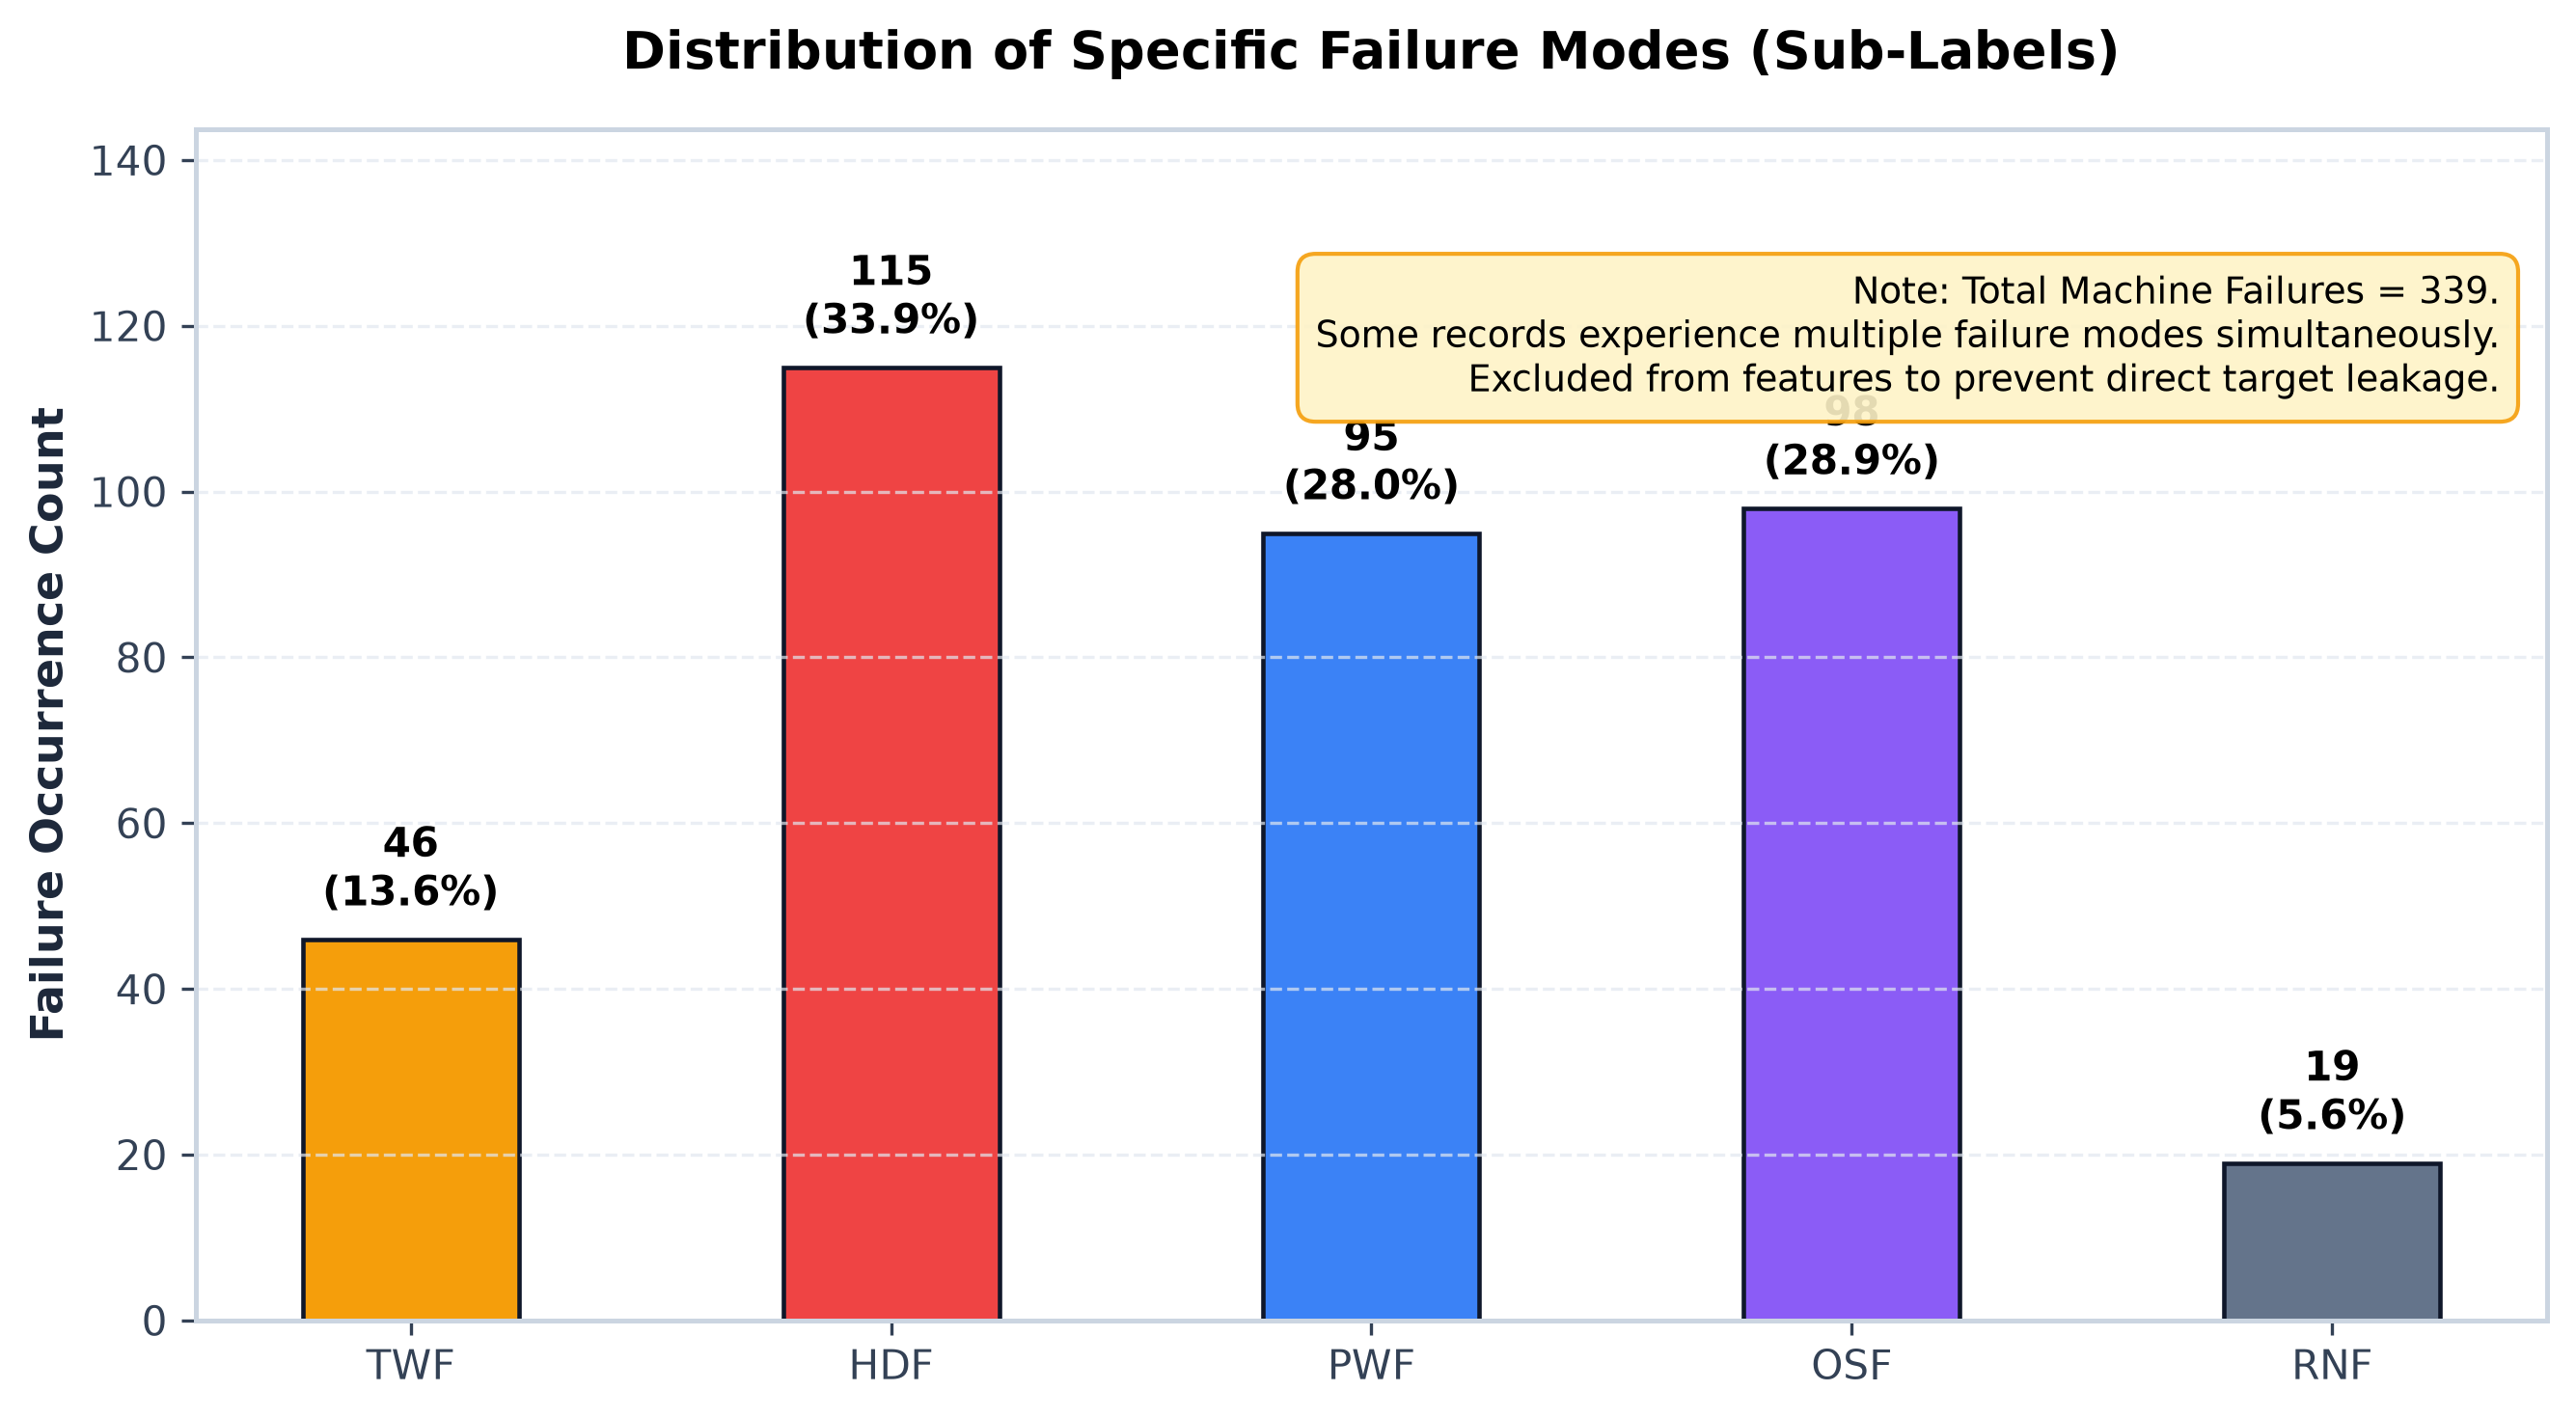 Distribution of Specific Failure Modes (Sub-Labels)
Failure Occurrence Count
140
120
100
80
60
40
20
0
46
(13.6%)
115
(33.9%)
95
(28.0%)
98
(28.9%)
19
(5.6%)
Note: Total Machine Failures = 339.
Some records experience multiple failure modes simultaneously.
Excluded from features to prevent direct target leakage.
TWF
HDF
PWF
OSF
RNF